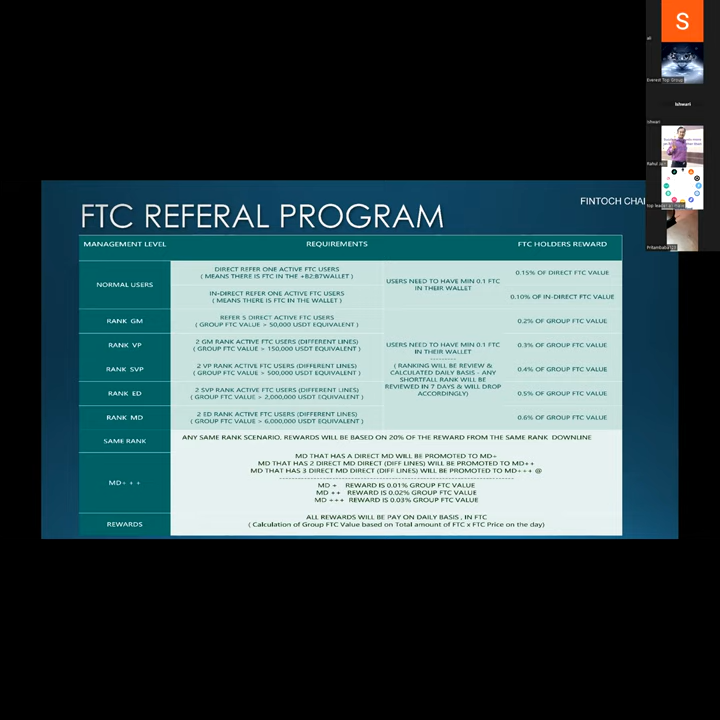 S
Everest Top Group
Ishwari
Ishwari
FINTOCH CHAI
FTC REFERAL PROGRAM
MANAGEMENT LEVEL
REQUIREMENTS
FTC HOLDERS REWARD
NORMAL USERS
DIRECT REFER ONE ACTIVE FTC USERS
( MEANS THERE IS FTC IN THE +B2:B7WALLET )
IN-DIRECT REFER ONE ACTIVE FTC USERS
( MEANS THERE IS FTC IN THE WALLET )
USERS NEED TO HAVE MIN 0.1 FTC
IN THEIR WALLET
0.15% OF DIRECT FTC VALUE
0.10% OF IN-DIRECT FTC VALUE
RANK GM
REFER 5 DIRECT ACTIVE FTC USERS
( GROUP FTC VALUE > 50,000 USDT EQUIVALENT )
0.2% OF GROUP FTC VALUE
RANK VP
2 GM RANK ACTIVE FTC USERS (DIFFERENT LINES)
( GROUP FTC VALUE > 150,000 USDT EQUIVALENT )
0.3% OF GROUP FTC VALUE
RANK SVP
2 VP RANK ACTIVE FTC USERS (DIFFERENT LINES)
( GROUP FTC VALUE > 500,000 USDT EQUIVALENT )
0.4% OF GROUP FTC VALUE
RANK ED
2 SVP RANK ACTIVE FTC USERS (DIFFERENT LINES)
( GROUP FTC VALUE > 2,000,000 USDT EQUIVALENT )
0.5% OF GROUP FTC VALUE
RANK MD
2 ED RANK ACTIVE FTC USERS (DIFFERENT LINES)
( GROUP FTC VALUE > 6,000,000 USDT EQUIVALENT )
0.6% OF GROUP FTC VALUE
USERS NEED TO HAVE MIN 0.1 FTC
IN THEIR WALLET
---------
( RANKING WILL BE REVIEW &
CALCULATED DAILY BASIS - ANY
SHORTFALL RANK WILL BE
REVIEWED IN 7 DAYS & WILL DROP
ACCORDINGLY)
SAME RANK
ANY SAME RANK SCENARIO, REWARDS WILL BE BASED ON 20% OF THE REWARD FROM THE SAME RANK DOWNLINE
MD+ + +
MD THAT HAS A DIRECT MD WILL BE PROMOTED TO MD+
MD THAT HAS 2 DIRECT MD DIRECT (DIFF LINES) WILL BE PROMOTED TO MD++
MD THAT HAS 3 DIRECT MD DIRECT (DIFF LINES) WILL BE PROMOTED TO MD+++ @
MD + REWARD IS 0.01% GROUP FTC VALUE
MD ++ REWARD IS 0.02% GROUP FTC VALUE
MD +++ REWARD IS 0.03% GROUP FTC VALUE
REWARDS
ALL REWARDS WILL BE PAY ON DAILY BASIS , IN FTC
( Calculation of Group FTC Value based on Total amount of FTC x FTC Price on the day)